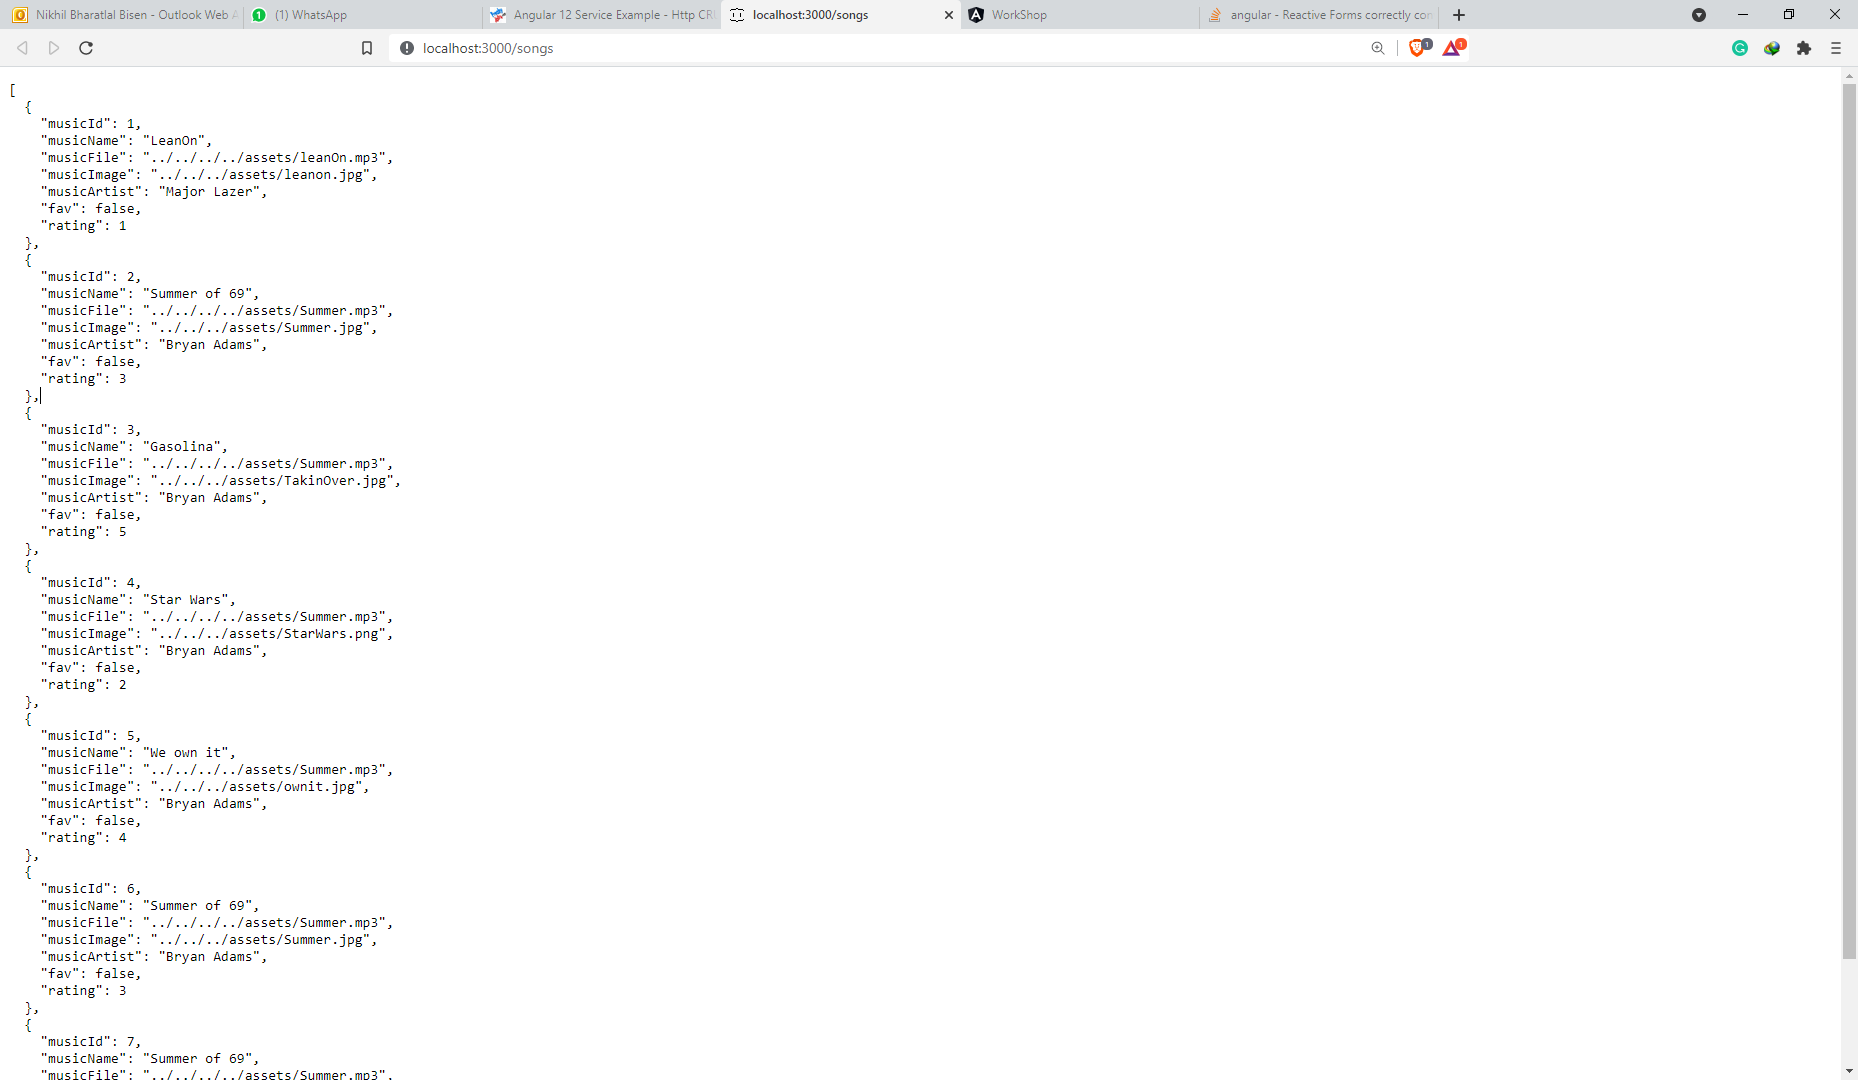 Nikhil Bharatlal Bisen - Outlook Web A
1 (1) WhatsApp
Angular 12 Service Example - Http CR
localhost:3000/songs
WorkShop
angular - Reactive Forms correctly con
localhost:3000/songs
1
1
[
{
"musicId": 1,
"musicName": "LeanOn",
"musicFile": "../../../../assets/leanOn.mp3",
"musicImage": "../../../assets/leanon.jpg",
"musicArtist": "Major Lazer",
"fav": false,
"rating": 1
},
{
"musicId": 2,
"musicName": "Summer of 69",
"musicFile": "../../../../assets/Summer.mp3",
"musicImage": "../../../assets/Summer.jpg",
"musicArtist": "Bryan Adams",
"fav": false,
"rating": 3
},
{
"musicId": 3,
"musicName": "Gasolina",
"musicFile": "../../../../assets/Summer.mp3",
"musicImage": "../../../assets/TakinOver.jpg",
"musicArtist": "Bryan Adams",
"fav": false,
"rating": 5
},
{
"musicId": 4,
"musicName": "Star Wars",
"musicFile": "../../../../assets/Summer.mp3",
"musicImage": "../../../assets/StarWars.png",
"musicArtist": "Bryan Adams",
"fav": false,
"rating": 2
},
{
"musicId": 5,
"musicName": "We own it",
"musicFile": "../../../../assets/Summer.mp3",
"musicImage": "../../../assets/ownit.jpg",
"musicArtist": "Bryan Adams",
"fav": false,
"rating": 4
},
{
"musicId": 6,
"musicName": "Summer of 69",
"musicFile": "../../../../assets/Summer.mp3",
"musicImage": "../../../assets/Summer.jpg",
"musicArtist": "Bryan Adams",
"fav": false,
"rating": 3
},
{
"musicId": 7,
"musicName": "Summer of 69",
"musicFile": "../../../../assets/Summer.mp3",